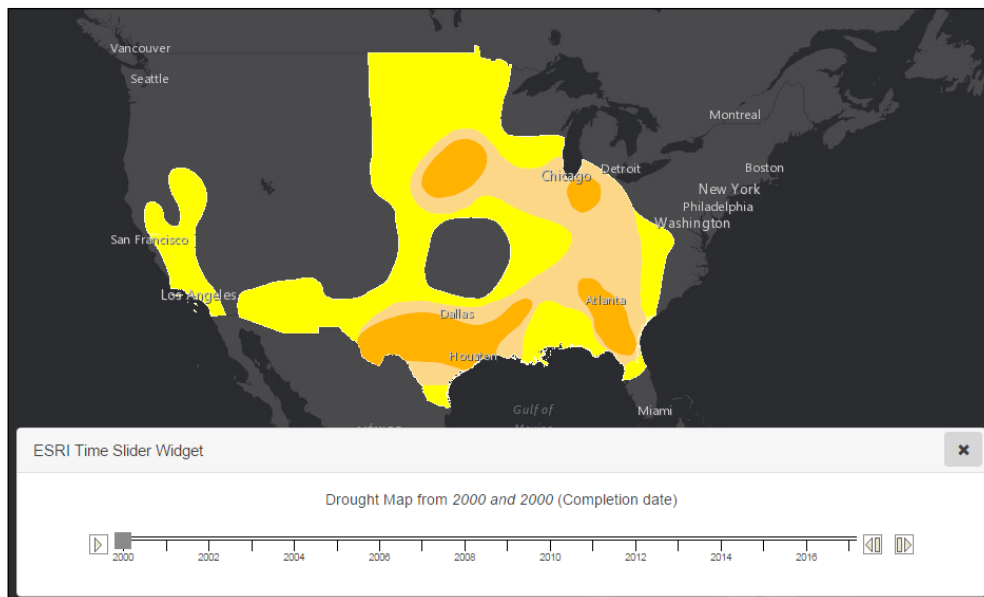 Vancouver
Seattle
Montreal
Chicago
Detroit
Boston
New York
Philadelphia
Washington
San Francisco
Los Angeles
Atlanta
Dallas
Houston
Gulf of
Miami
ESRI Time Slider Widget
Drought Map from 2000 and 2000 (Completion date)
2000 2002 2004 2006 2008 2010 2012 2014 2016